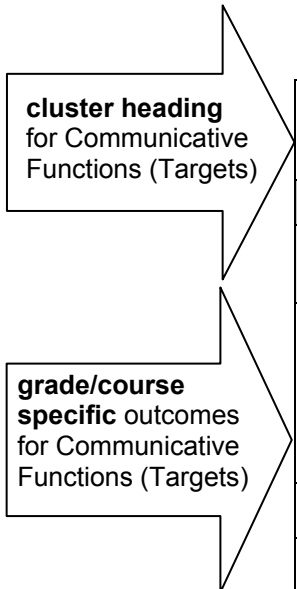 cluster heading
for Communicative
Functions (Targets)
grade/course
specific outcomes
for Communicative
Functions (Targets)